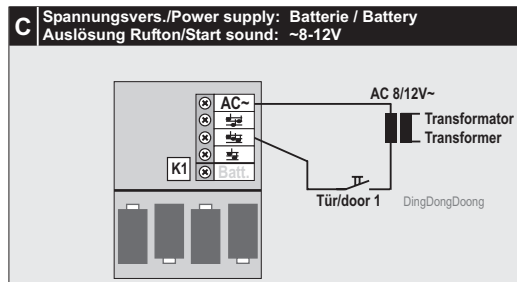 C
Spannungsvers./Power supply: Batterie / Battery
Auslösung Rufton/Start sound: ~8-12V
AC~
K1
Batt.
AC 8/12V~
Transformator
Transformer
Tür/door 1
DingDongDoong